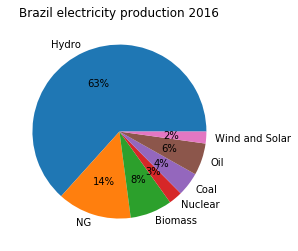 Brazil electricity production 2016
Hydro
63%
2%
Wind and Solar
6%
Oil
4%
Coal
3%
Nuclear
8%
Biomass
14%
NG